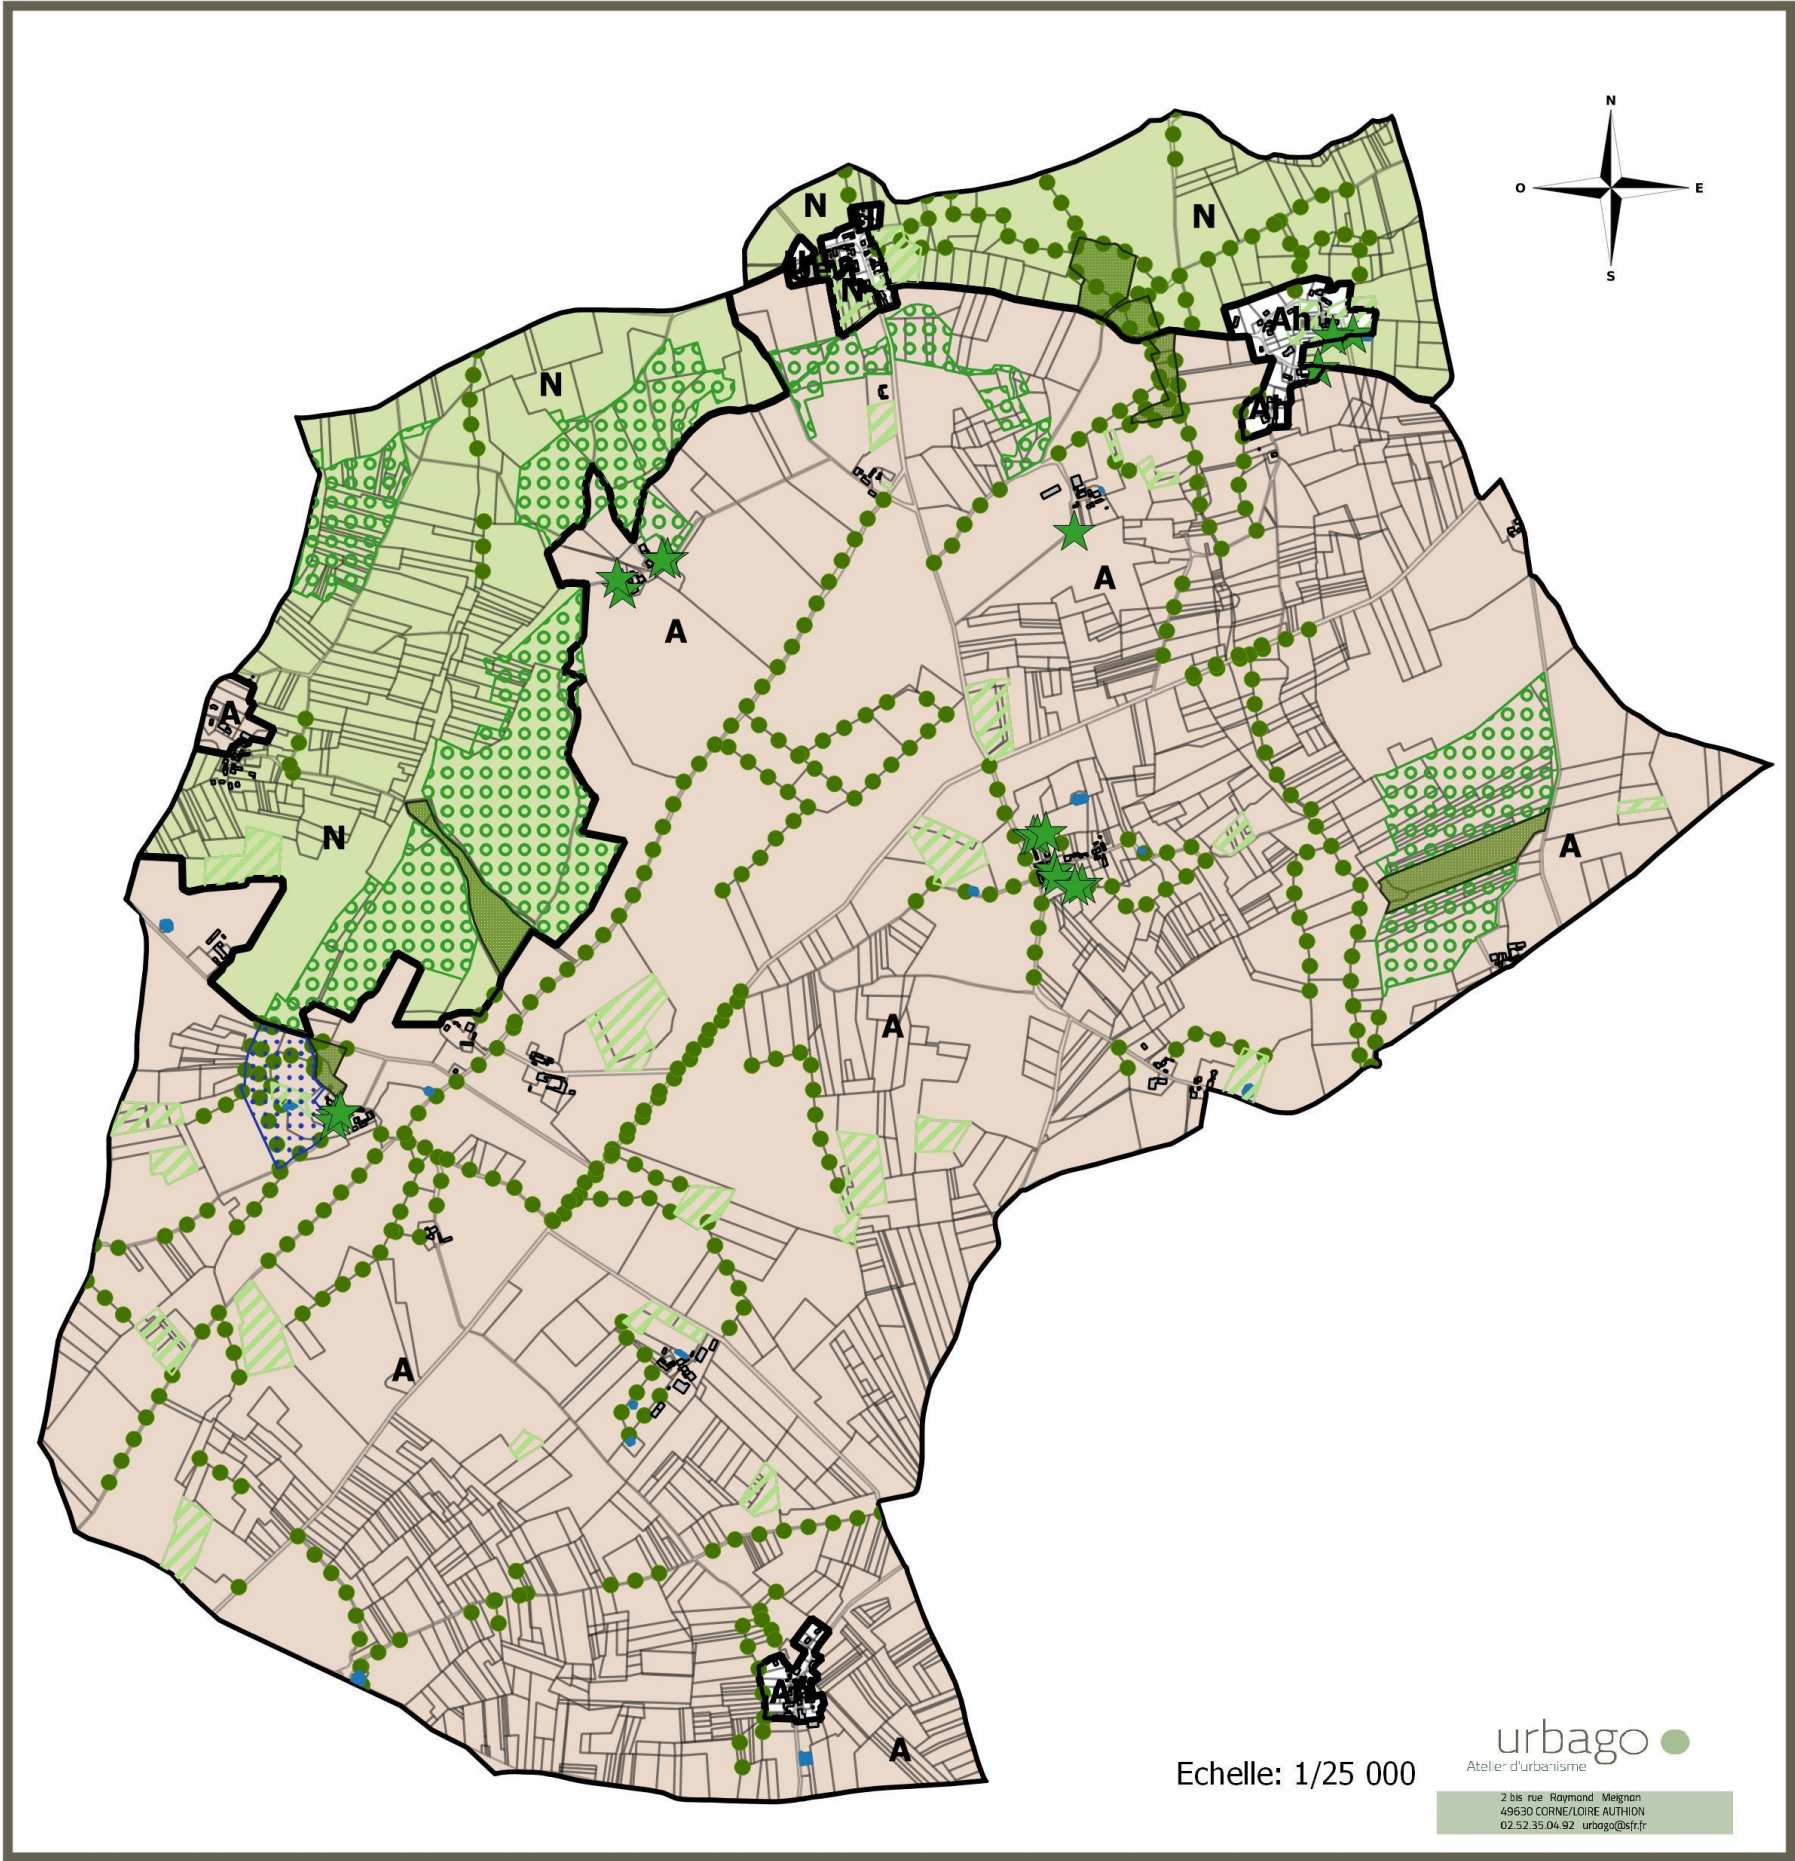 N
O
E
S
N
N
N
Ah
N
Ah
A
A
A
N
A
A
A
A
Ah
A
Echelle: 1/25 000
urbago
Atelier d'urbanisme
2 bis rue Raymond Meignan
49630 CORNE/LOIRE AUTHION
02.52.35.04.92 urbago@sfr.fr